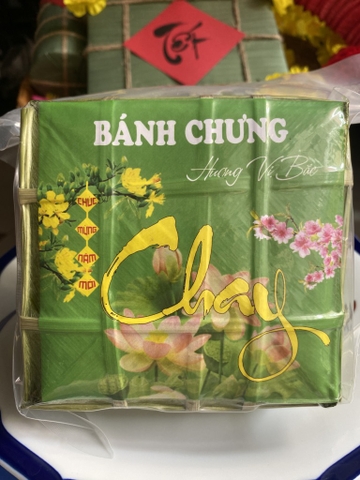 Tết
BÁNH CHƯNG
Hương Vị Bắc
CHÚC
MỪNG
NĂM
MỚI
Chay